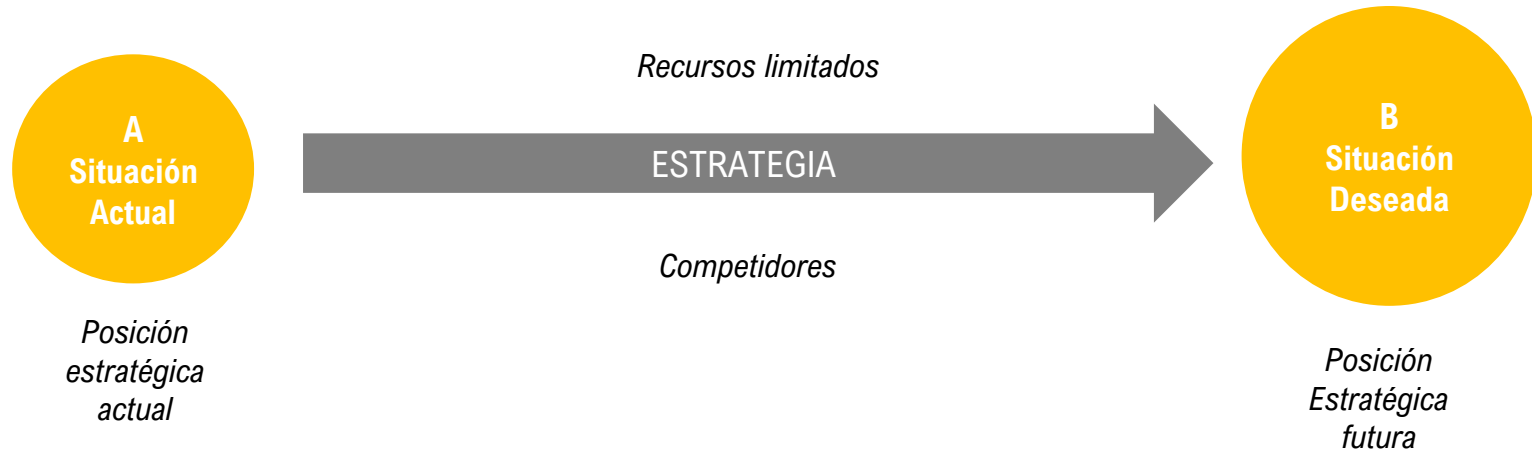 A
Situación
Actual
Posición
estratégica
actual
Recursos limitados
ESTRATEGIA
Competidores
B
Situación
Deseada
Posición
Estratégica
futura